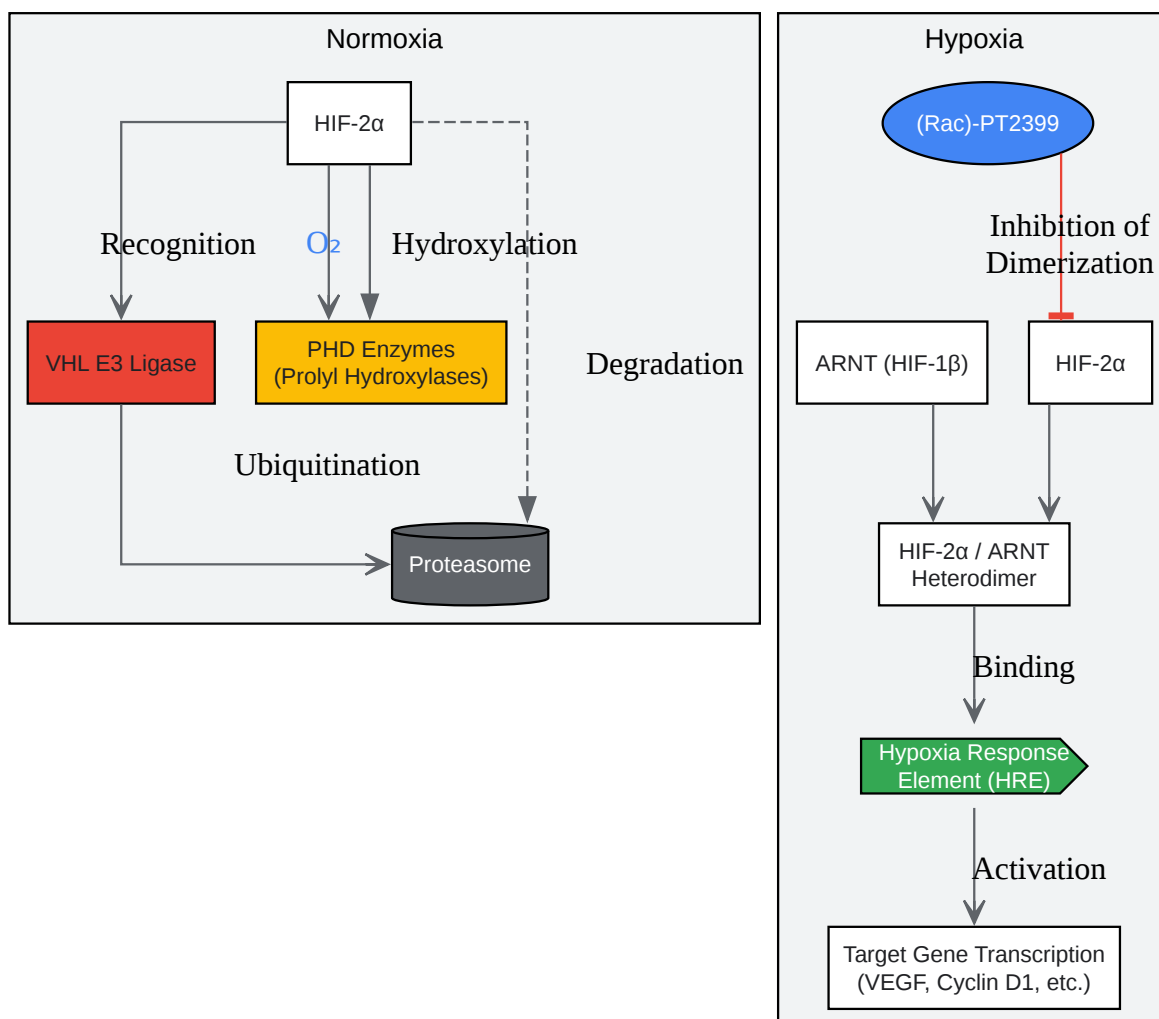 Normoxia
HIF-2α
Recognition
O₂
Hydroxylation
VHL E3 Ligase
PHD Enzymes
(Prolyl Hydroxylases)
Degradation
Ubiquitination
Proteasome
Hypoxia
(Rac)-PT2399
Inhibition of
Dimerization
ARNT (HIF-1β)
HIF-2α
HIF-2α / ARNT
Heterodimer
Binding
Hypoxia Response
Element (HRE)
Activation
Target Gene Transcription
(VEGF, Cyclin D1, etc.)